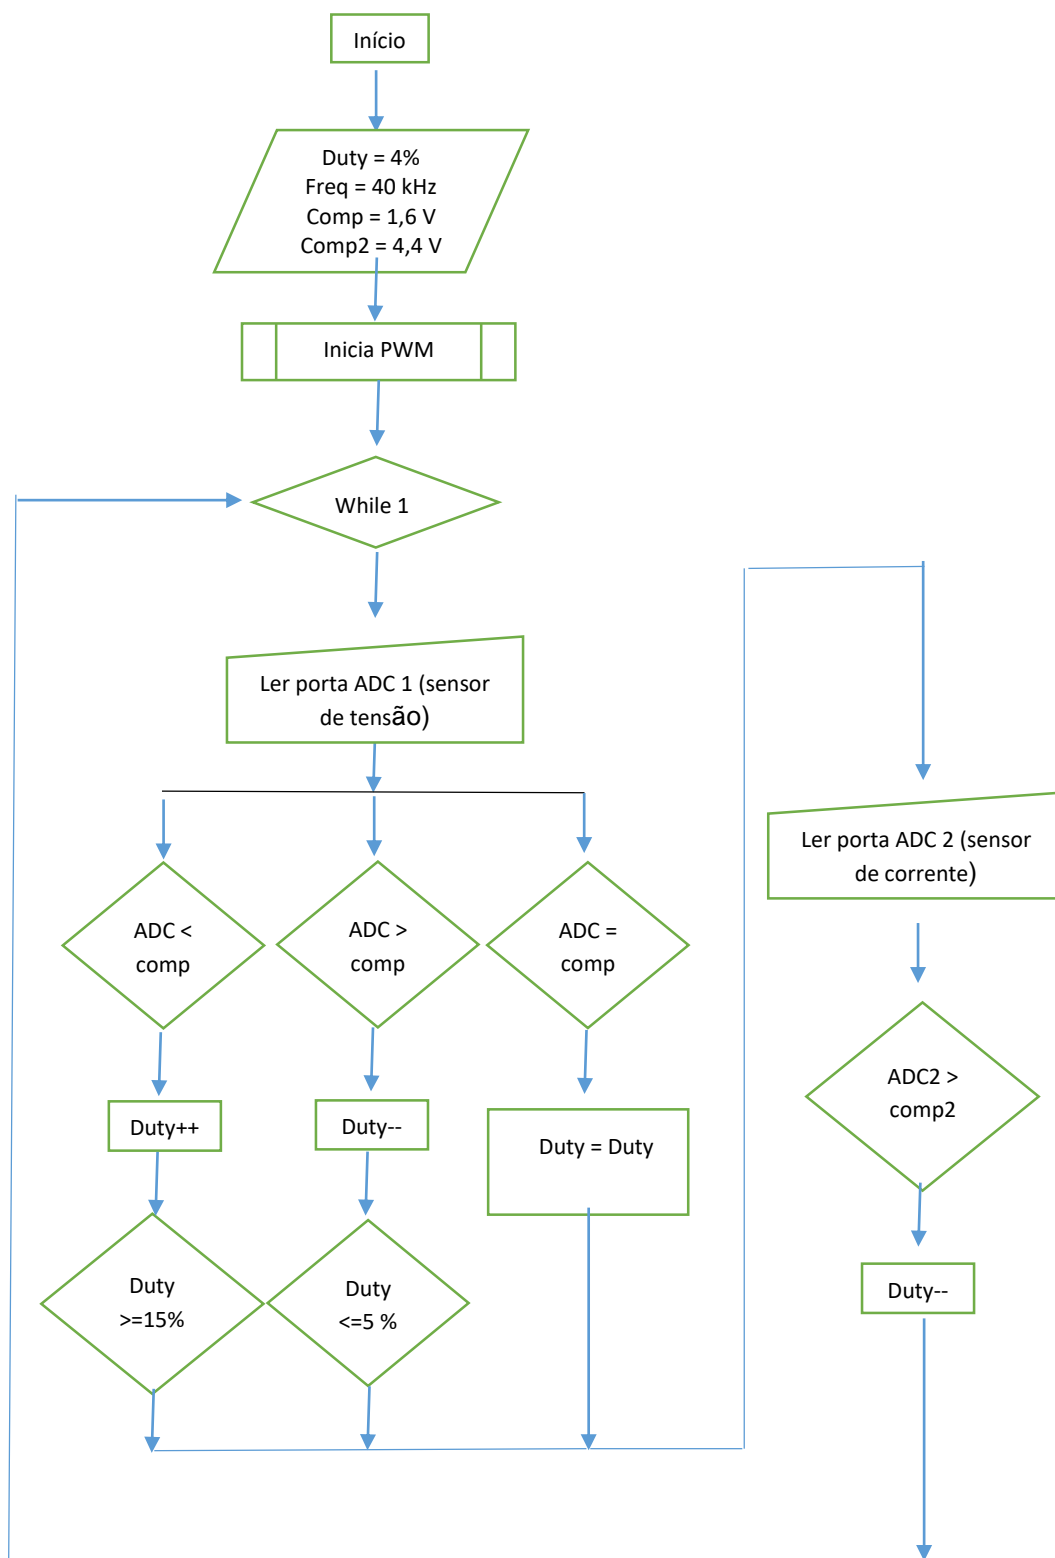 Início
Duty = 4%
Freq = 40 kHz
Comp = 1,6 V
Comp2 = 4,4 V
Inicia PWM
While 1
Ler porta ADC 1 (sensor
de tensão)
ADC <
comp
ADC >
comp
ADC =
comp
Duty++
Duty--
Duty = Duty
Duty
>=15%
Duty
<=5 %
Ler porta ADC 2 (sensor
de corrente)
ADC2 >
comp2
Duty--